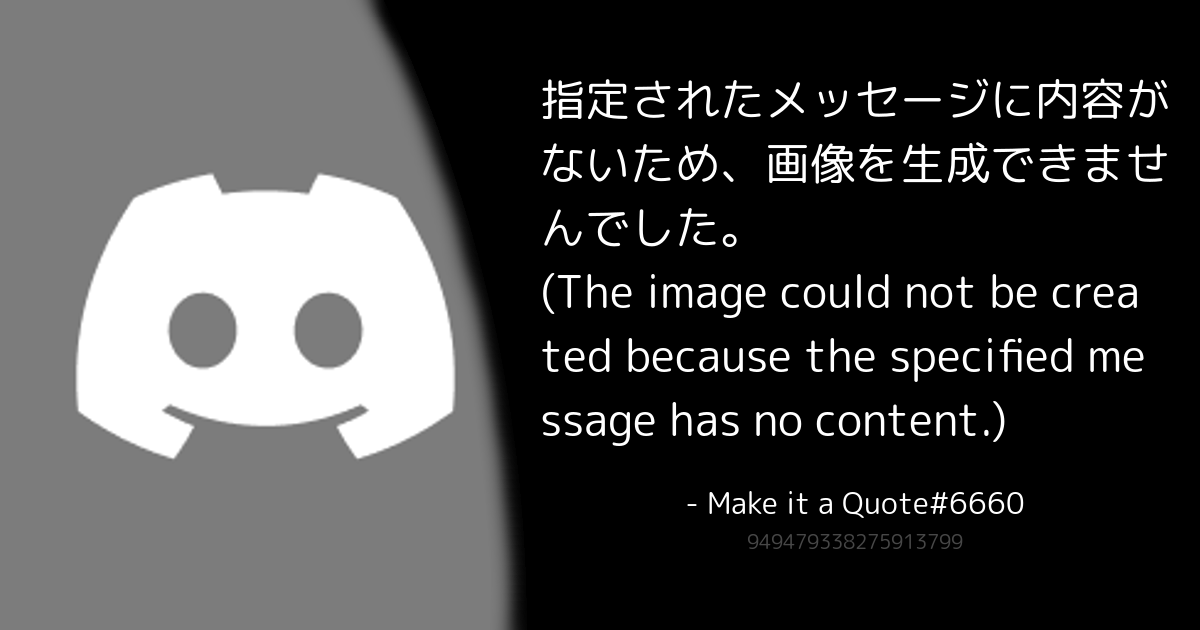 指定されたメッセージに内容が
ないため、画像を生成できませ
んでした。
(The image could not be crea
ted because the specified me
ssage has no content.)
- Make it a Quote#6660
949479338275913799